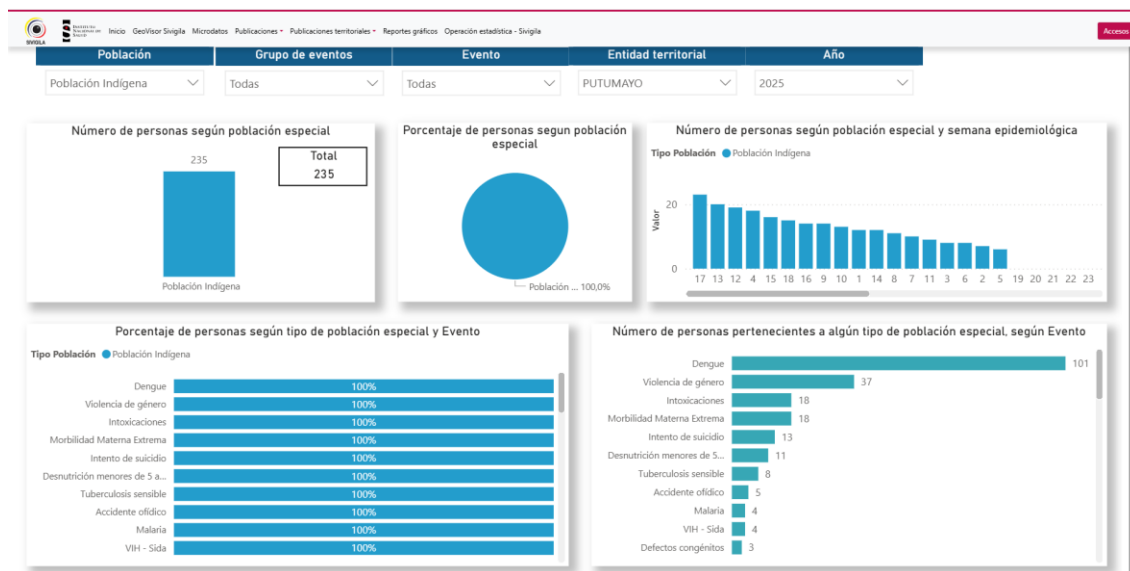 SIVIGILA
INSTITUTO
NACIONAL DE
SALUD
Inicio GeoVisor Sivigila Microdatos Publicaciones Publicaciones territoriales Reportes gráficos Operación estadística - Sivigila
Accesos
Población Grupo de eventos Evento Entidad territorial Año
Población Indígena Todas Todas PUTUMAYO 2025
Número de personas según población especial
235
Total
235
Población Indígena
Porcentaje de personas segun población
especial
Población ... 100,0%
Número de personas según población especial y semana epidemiológica
Tipo Población Población Indígena
Valor
20
0
17 13 12 4 15 18 16 9 10 1 14 8 7 11 3 6 2 5 19 20 21 22 23
Porcentaje de personas según tipo de población especial y Evento
Tipo Población Población Indígena
Dengue 100%
Violencia de género 100%
Intoxicaciones 100%
Morbilidad Materna Extrema 100%
Intento de suicidio 100%
Desnutrición menores de 5 a... 100%
Tuberculosis sensible 100%
Accidente ofídico 100%
Malaria 100%
VIH - Sida 100%
Número de personas pertenecientes a algún tipo de población especial, según Evento
Dengue 101
Violencia de género 37
Intoxicaciones 18
Morbilidad Materna Extrema 18
Intento de suicidio 13
Desnutrición menores de 5... 11
Tuberculosis sensible 8
Accidente ofídico 5
Malaria 4
VIH - Sida 4
Defectos congénitos 3